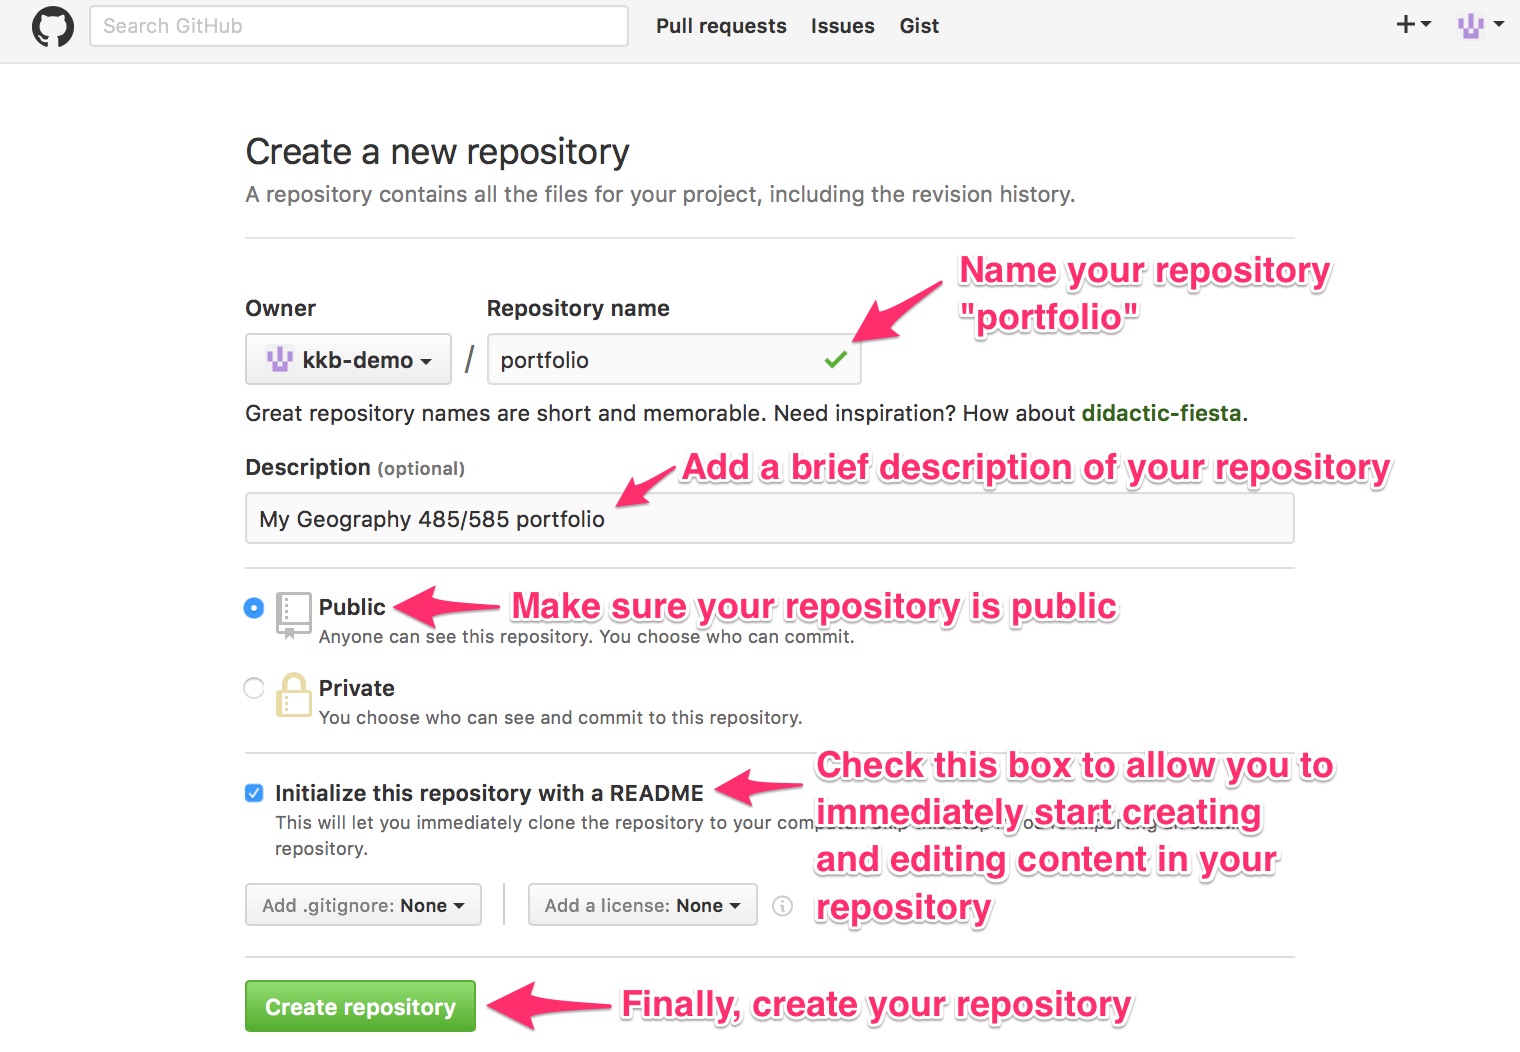 Search GitHub
Pull requests
Issues
Gist
Create a new repository
A repository contains all the files for your project, including the revision history.
Name your repository
"portfolio"
Owner
Repository name
kkb-demo
/
portfolio
Great repository names are short and memorable. Need inspiration? How about didactic-fiesta.
Description (optional)
Add a brief description of your repository
My Geography 485/585 portfolio
Public
Make sure your repository is public
Anyone can see this repository. You choose who can commit.
Private
You choose who can see and commit to this repository.
Initialize this repository with a README
This will let you immediately clone the repository to your
repository.
Check this box to allow you to
immediately start creating
and editing content in your
repository
Add .gitignore: None
Add a license: None
Create repository
Finally, create your repository